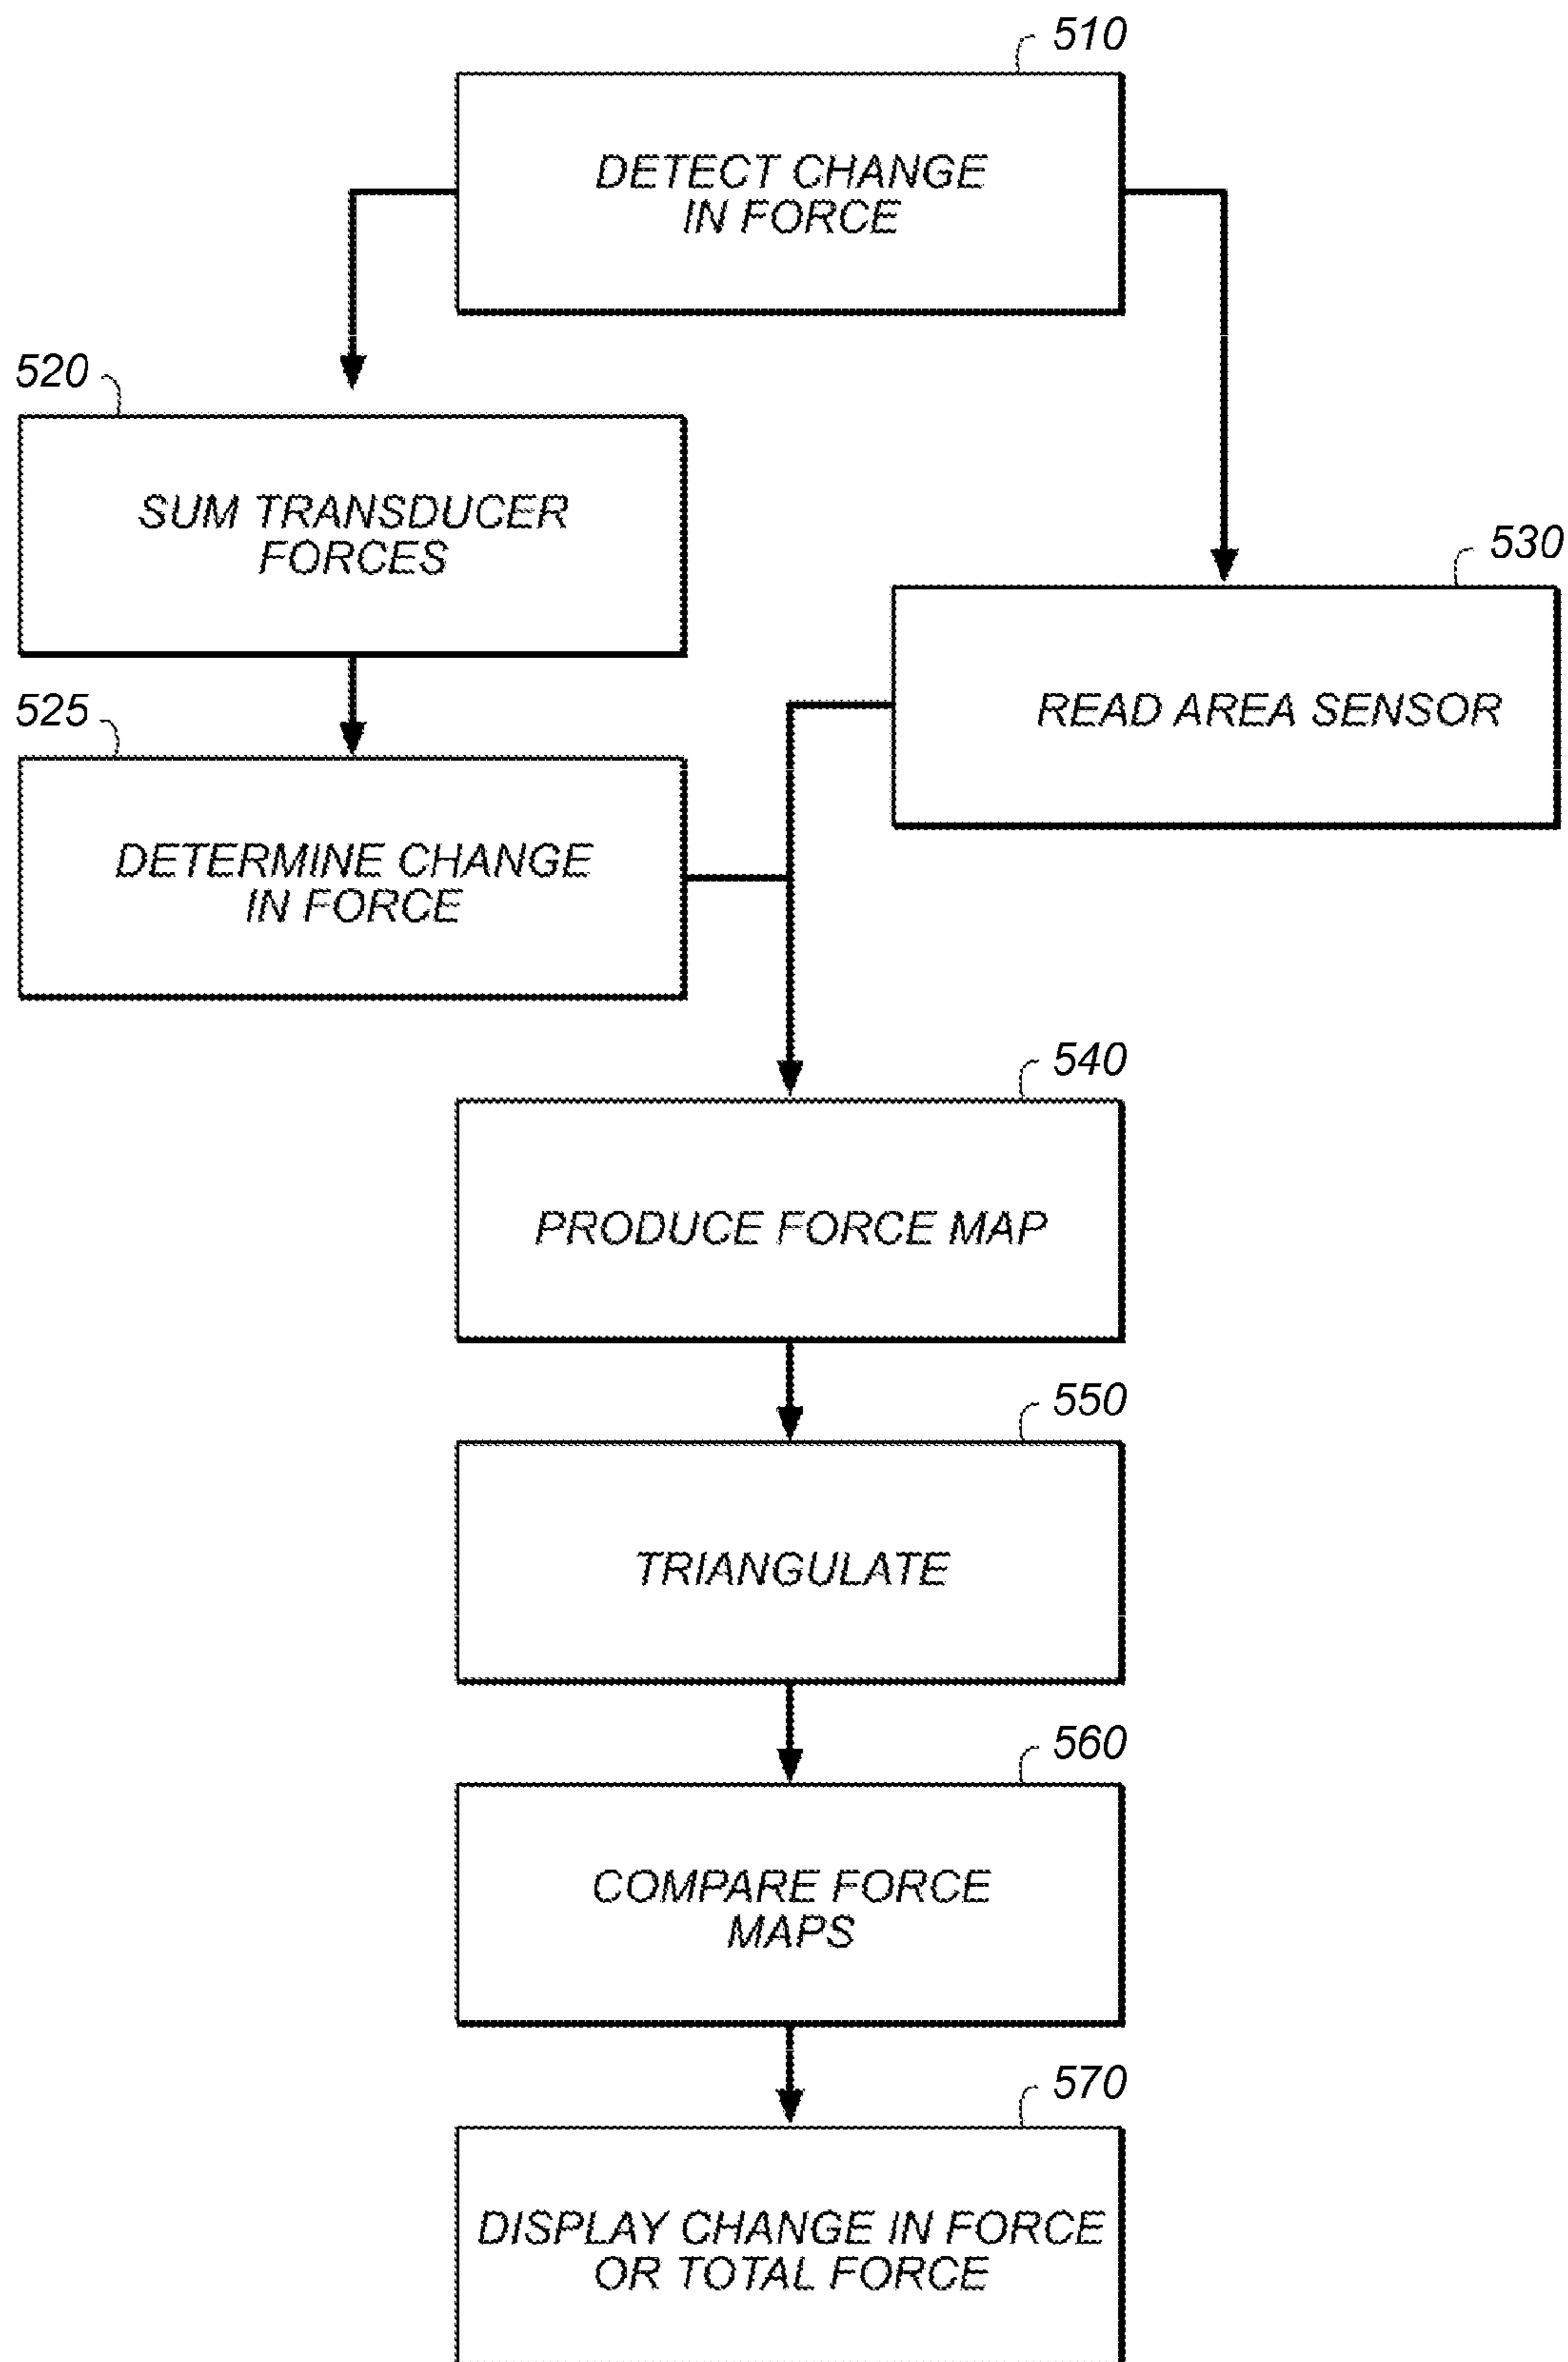 510
DETECT CHANGE
IN FORCE
520
SUM TRANSDUCER
FORCES
530
READ AREA SENSOR
525
DETERMINE CHANGE
IN FORCE
540
PRODUCE FORCE MAP
550
TRIANGULATE
560
COMPARE FORCE
MAPS
570
DISPLAY CHANGE IN FORCE
OR TOTAL FORCE